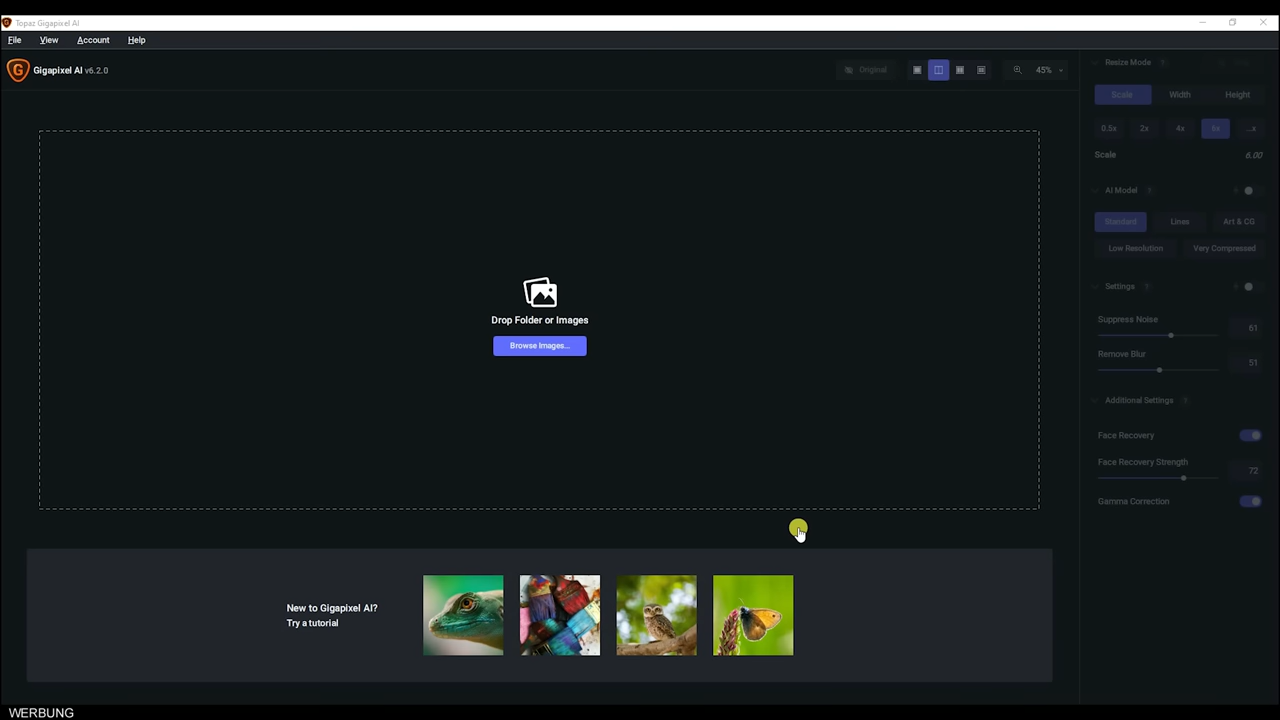 Topaz Gigapixel AI
File View Account Help
Gigapixel AI v6.2.0
Original
45%
Resize Mode
Scale Width Height
0.5x 2x 4x 6x ...x
Scale 6.00
AI Model
Standard Lines Art & CG
Low Resolution Very Compressed
Settings
Suppress Noise 61
Remove Blur 51
Additional Settings
Face Recovery
Face Recovery Strength 72
Gamma Correction
Drop Folder or Images
Browse Images...
New to Gigapixel AI?
Try a tutorial
WERBUNG